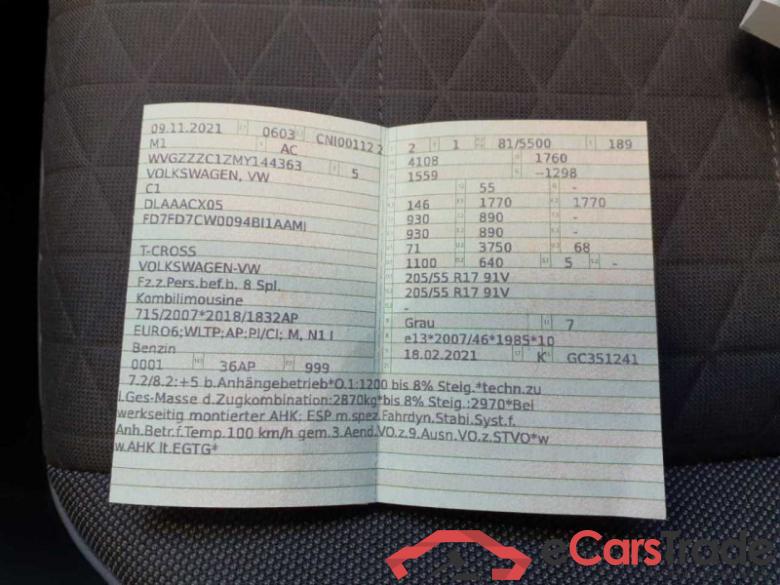 09.11.2021 0603 CNI00112 2
M1 AC
WVGZZZC1ZMY144363 5
VOLKSWAGEN, VW
C1
DLAAACX05
FD7FD7CW0094BI1AAMI
T-CROSS
VOLKSWAGEN-VW
Fz.z.Pers.bef.b. 8 Spl.
Kombilimousine
715/2007*2018/1832AP
EURO6;WLTP;AP;PI/CI; M, N1 I
Benzin
0001 36AP 999
2 1 81/5500 189
4108 1760
1559 --1298
55 -
146 1770 1770
930 890 -
930 890 -
71 3750 68
1100 640 5 -
205/55 R17 91V
205/55 R17 91V
-
Grau 7
e13*2007/46*1985*10
18.02.2021 K GC351241
7.2/8.2:+5 b.Anhängebetrieb*O.1:1200 bis 8% Steig.*techn.zu
l.Ges-Masse d.Zugkombination:2870kg*bis 8% Steig.:2970*Bei
werkseitig montierter AHK: ESP m.spez.Fahrdyn.Stabi.Syst.f.
Anh.Betr.f.Temp.100 km/h gem.3.Aend.VO.z.9.Ausn.VO.z.STVO*w
w.AHK lt.EGTG*
eCarsTrade